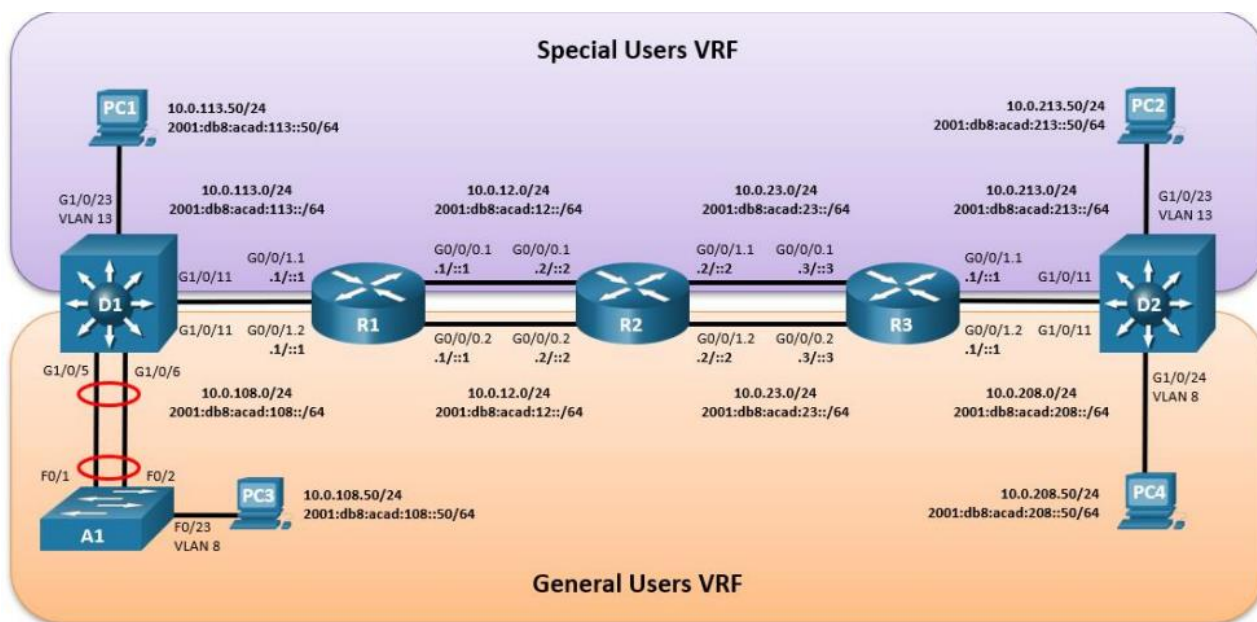 Special Users VRF
PC1
10.0.113.50/24
2001:db8:acad:113::50/64
10.0.213.50/24
2001:db8:acad:213::50/64
PC2
G1/0/23
VLAN 13
10.0.113.0/24
2001:db8:acad:113::/64
10.0.12.0/24
2001:db8:acad:12::/64
10.0.23.0/24
2001:db8:acad:23::/64
10.0.213.0/24
2001:db8:acad:213::/64
G1/0/23
VLAN 13
D1
G1/0/11
G0/0/1.1
.1/::1
R1
G0/0/0.1
.1/::1
G0/0/0.1
.2/::2
R2
G0/0/1.1
.2/::2
G0/0/0.1
.3/::3
R3
G0/0/1.1
.1/::1
G1/0/11
D2
G1/0/11
G0/0/1.2
.1/::1
G0/0/0.2
.1/::1
G0/0/0.2
.2/::2
G0/0/1.2
.2/::2
G0/0/0.2
.3/::3
G0/0/1.2
.1/::1
G1/0/11
G1/0/5
G1/0/6
10.0.108.0/24
2001:db8:acad:108::/64
10.0.12.0/24
2001:db8:acad:12::/64
10.0.23.0/24
2001:db8:acad:23::/64
10.0.208.0/24
2001:db8:acad:208::/64
G1/0/24
VLAN 8
F0/1
F0/2
A1
F0/23
VLAN 8
PC3
10.0.108.50/24
2001:db8:acad:108::50/64
10.0.208.50/24
2001:db8:acad:208::50/64
PC4
General Users VRF